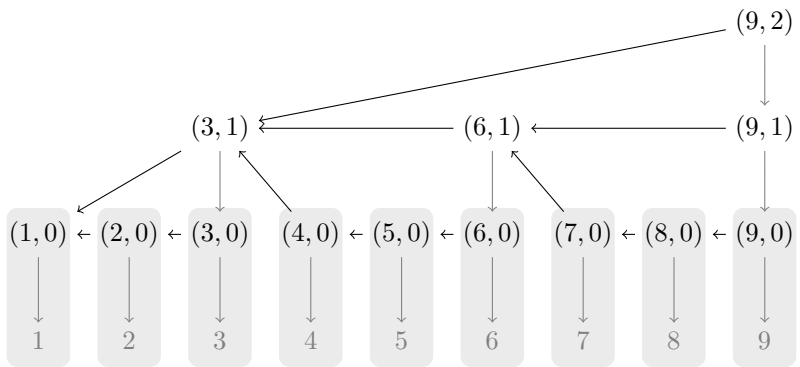 (9, 2)
(3, 1) (6, 1) (9, 1)
(1, 0) (2, 0) (3, 0) (4, 0) (5, 0) (6, 0) (7, 0) (8, 0) (9, 0)
1 2 3 4 5 6 7 8 9